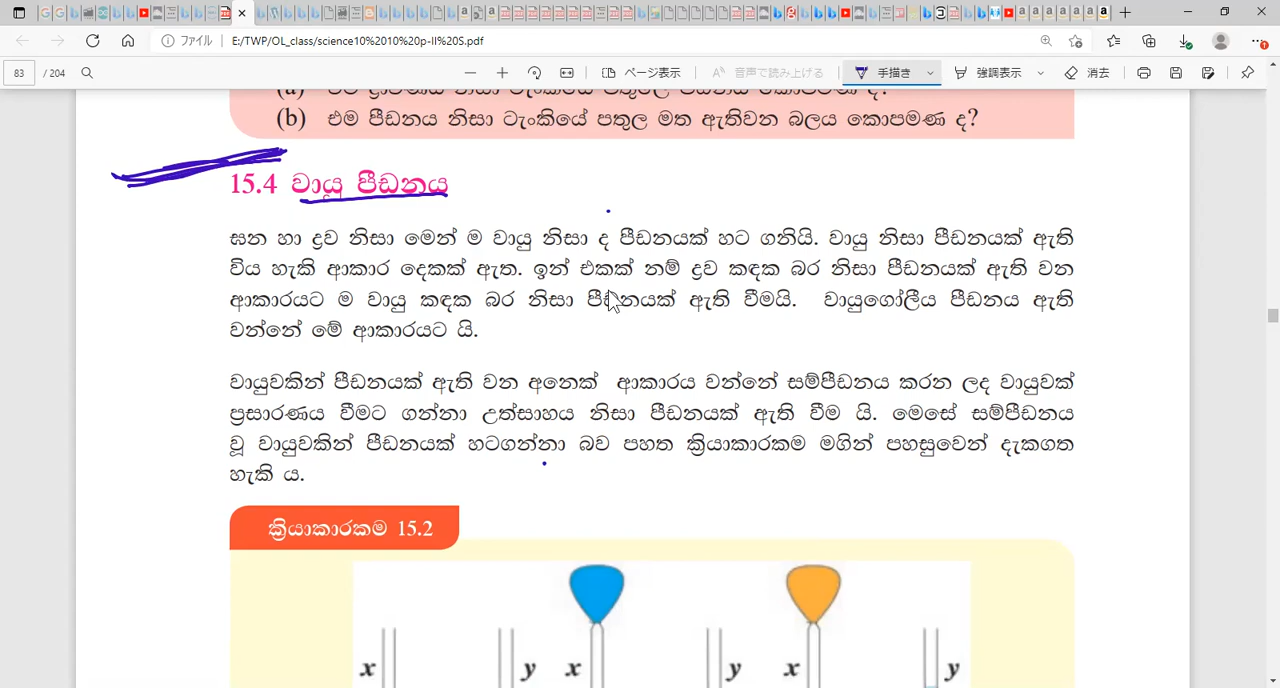 ファイル
E:/TWP/OL_class/science10%2010%20p-II%20S.pdf
83 / 204
ページ表示
音声で読み上げる
手描き
強調表示
消去
(b) එම පීඩනය නිසා ටැංකියේ පතුල මත ඇතිවන බලය කොපමණ ද?
15.4 වායු පීඩනය
ඝන හා ද්‍රව නිසා මෙන් ම වායු නිසා ද පීඩනයක් හට ගනියි. වායු නිසා පීඩනයක් ඇති
විය හැකි ආකාර දෙකක් ඇත. ඉන් එකක් නම් ද්‍රව කඳක බර නිසා පීඩනයක් ඇති වන
ආකාරයට ම වායු කඳක බර නිසා පීඩනයක් ඇති වීමයි. වායුගෝලීය පීඩනය ඇති
වන්නේ මේ ආකාරයට යි.
වායුවකින් පීඩනයක් ඇති වන අනෙක් ආකාරය වන්නේ සම්පීඩනය කරන ලද වායුවක්
ප්‍රසාරණය වීමට ගන්නා උත්සාහය නිසා පීඩනයක් ඇති වීම යි. මෙසේ සම්පීඩනය
වූ වායුවකින් පීඩනයක් හටගන්නා බව පහත ක්‍රියාකාරකම මගින් පහසුවෙන් දැකගත
හැකි ය.
ක්‍රියාකාරකම 15.2
x y x y x y